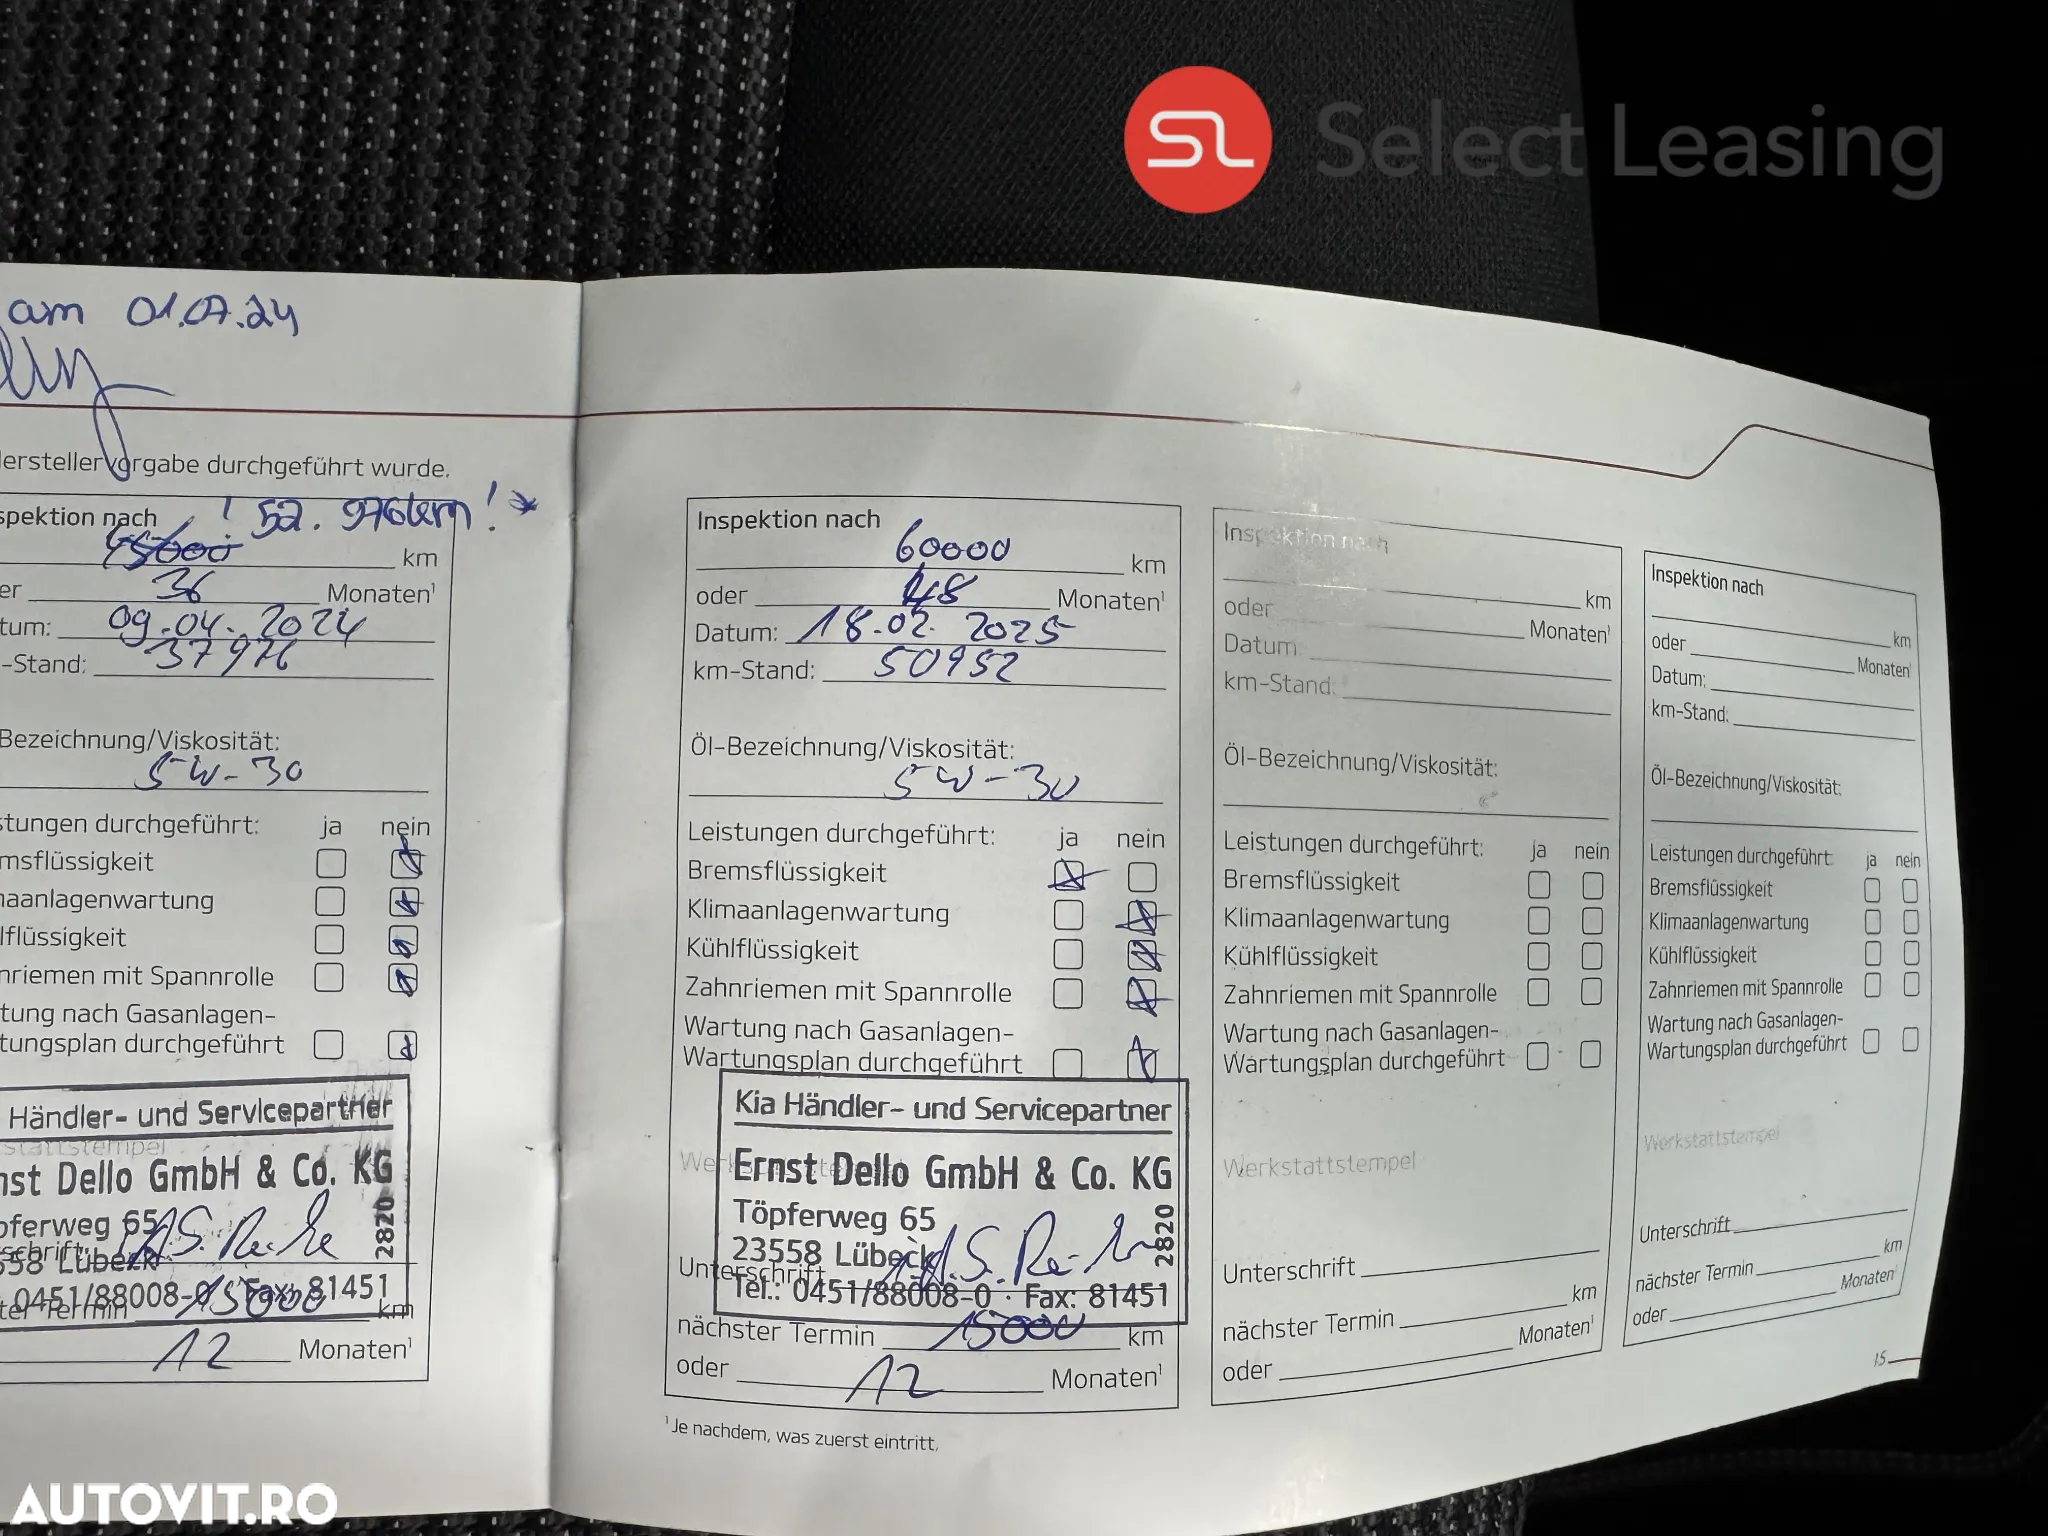 SL Select Leasing
am 01.07.24
erstellervorgabe durchgeführt wurde.
spektion nach ! 52.976km!
45000 km
er 36 Monaten¹
tum: 09.04.2024
-Stand: 37976
Bezeichnung/Viskosität:
5W-30
stungen durchgeführt: ja nein
msflüssigkeit
maanlagenwartung
lflüssigkeit
nriemen mit Spannrolle
tung nach Gasanlagen-
tungsplan durchgeführt
Händler- und Servicepartner
nst Dello GmbH & Co. KG
pferweg 65
558 Lübeck
2820
0451/88008-0 · Fax: 81451
ter Termin 15000 km
12 Monaten¹
Inspektion nach
60000 km
oder 48 Monaten¹
Datum: 18.02.2025
km-Stand: 50952
Öl-Bezeichnung/Viskosität:
5W-30
Leistungen durchgeführt: ja nein
Bremsflüssigkeit
Klimaanlagenwartung
Kühlflüssigkeit
Zahnriemen mit Spannrolle
Wartung nach Gasanlagen-
Wartungsplan durchgeführt
Kia Händler- und Servicepartner
Ernst Dello GmbH & Co. KG
Töpferweg 65
23558 Lübeck
2820
Unterschrift
Tel.: 0451/88008-0 · Fax: 81451
nächster Termin 15000 km
oder 12 Monaten¹
¹ Je nachdem, was zuerst eintritt.
Inspektion nach
km
oder Monaten¹
Datum:
km-Stand:
Öl-Bezeichnung/Viskosität:
Leistungen durchgeführt: ja nein
Bremsflüssigkeit
Klimaanlagenwartung
Kühlflüssigkeit
Zahnriemen mit Spannrolle
Wartung nach Gasanlagen-
Wartungsplan durchgeführt
Werkstattstempel
Unterschrift
nächster Termin km
oder Monaten¹
Inspektion nach
km
oder Monaten¹
Datum:
km-Stand:
Öl-Bezeichnung/Viskosität:
Leistungen durchgeführt: ja nein
Bremsflüssigkeit
Klimaanlagenwartung
Kühlflüssigkeit
Zahnriemen mit Spannrolle
Wartung nach Gasanlagen-
Wartungsplan durchgeführt
Werkstattstempel
Unterschrift
nächster Termin km
oder Monaten¹
15
AUTOVIT.RO